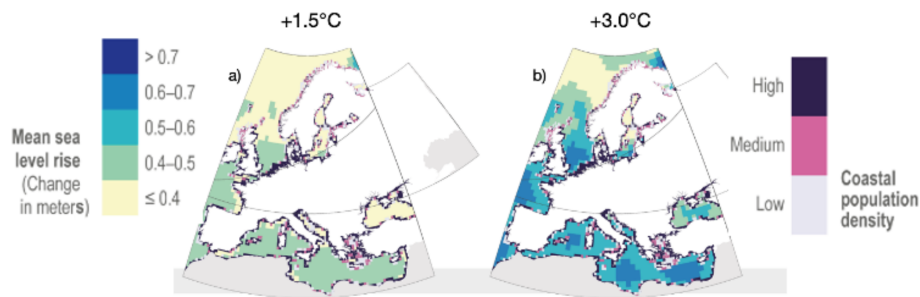 +1.5°C
+3.0°C
a)
b)
> 0.7
0.6–0.7
0.5–0.6
0.4–0.5
≤ 0.4
Mean sea
level rise
(Change
in meters)
High
Medium
Low
Coastal
population
density